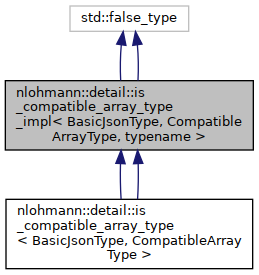 std::false_type
nlohmann::detail::is
_compatible_array_type
_impl< BasicJsonType, Compatible
ArrayType, typename >
nlohmann::detail::is
_compatible_array_type
< BasicJsonType, CompatibleArray
Type >